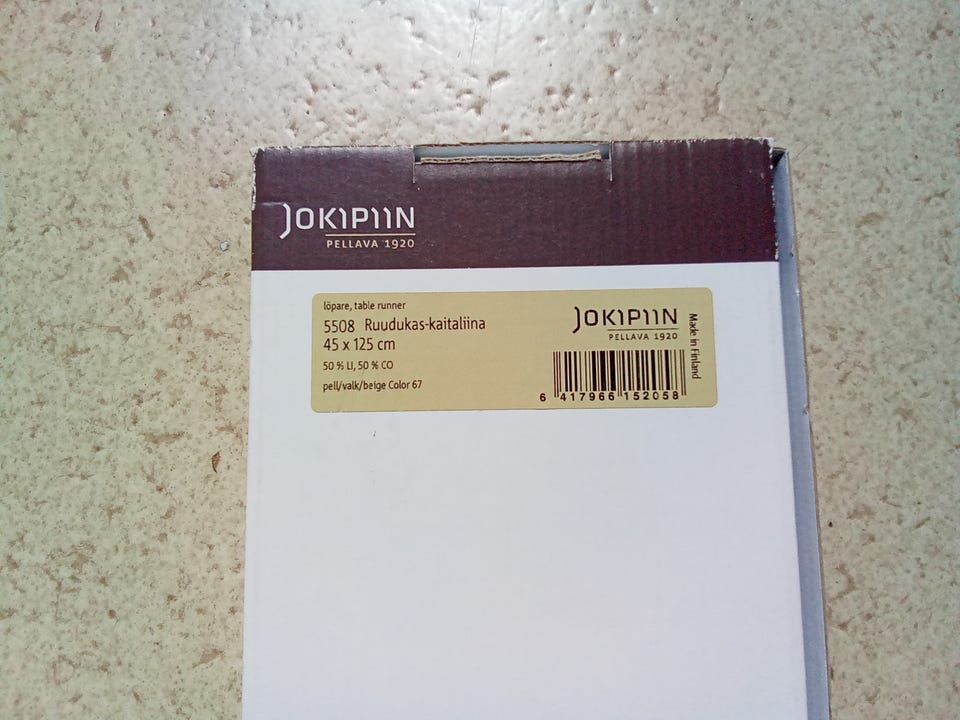 JOKIPIIN
PELLAVA 1920
löpare, table runner
5508 Ruudukas-kaitaliina
45 x 125 cm
50 % LI, 50 % CO
pell/valk/beige Color 67
JOKIPIIN
PELLAVA 1920
Made in Finland
6 417966 152058